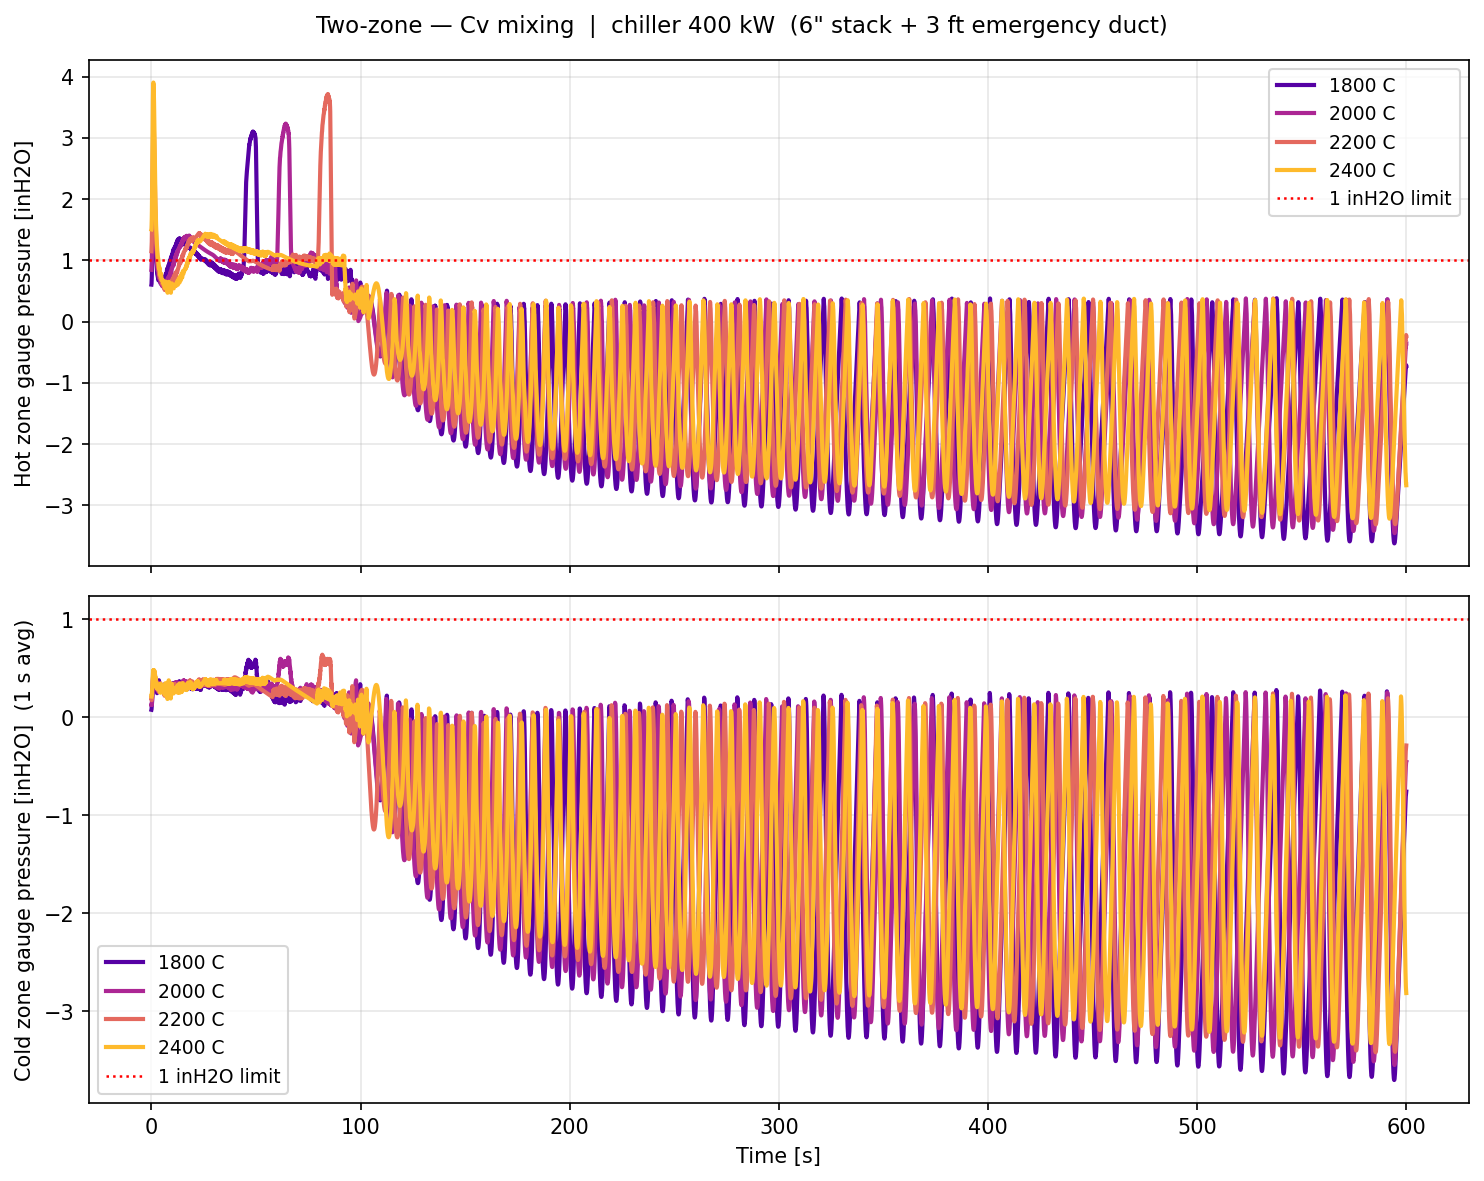 Two-zone — Cv mixing | chiller 400 kW (6" stack + 3 ft emergency duct)
Hot zone gauge pressure [inH2O]
4
3
2
1
0
−1
−2
−3
1800 C
2000 C
2200 C
2400 C
1 inH2O limit
Cold zone gauge pressure [inH2O] (1 s avg)
1
0
−1
−2
−3
1800 C
2000 C
2200 C
2400 C
1 inH2O limit
0 100 200 300 400 500 600
Time [s]